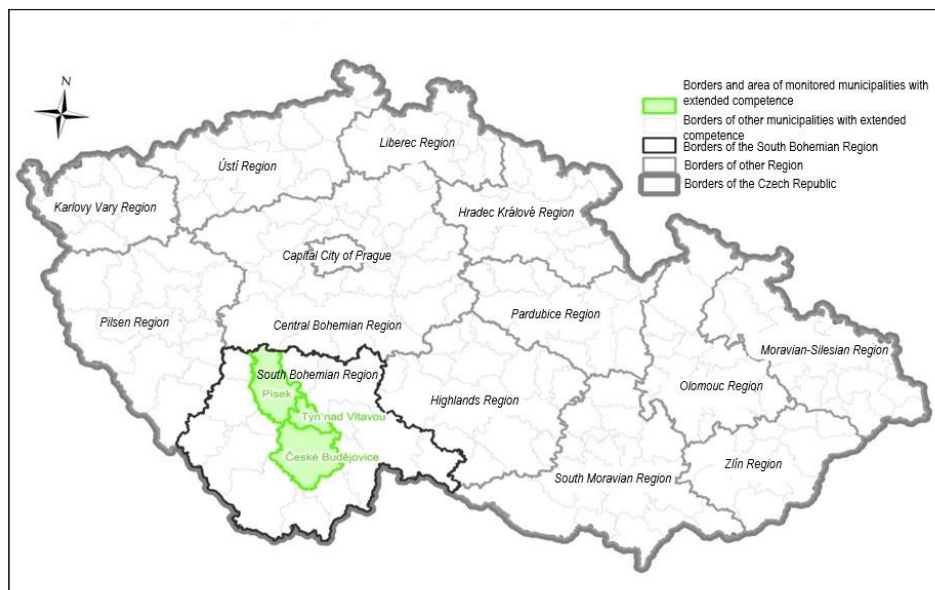 N
Borders and area of monitored municipalities with
extended competence
Borders of other municipalities with extended
competence
Borders of the South Bohemian Region
Borders of other Region
Borders of the Czech Republic
Liberec Region
Ústí Region
Karlovy Vary Region
Hradec Králové Region
Capital City of Prague
Pilsen Region
Central Bohemian Region
Pardubice Region
Moravian-Silesian Region
South Bohemian Region
Olomouc Region
Písek
Highlands Region
Týn nad Vltavou
České Budějovice
Zlín Region
South Moravian Region